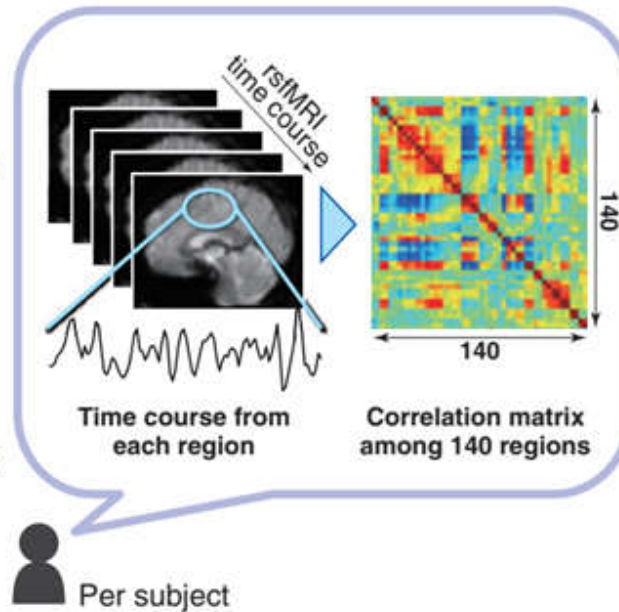 rsfMRI
time course
140
140
Time course from
each region
Correlation matrix
among 140 regions
Per subject